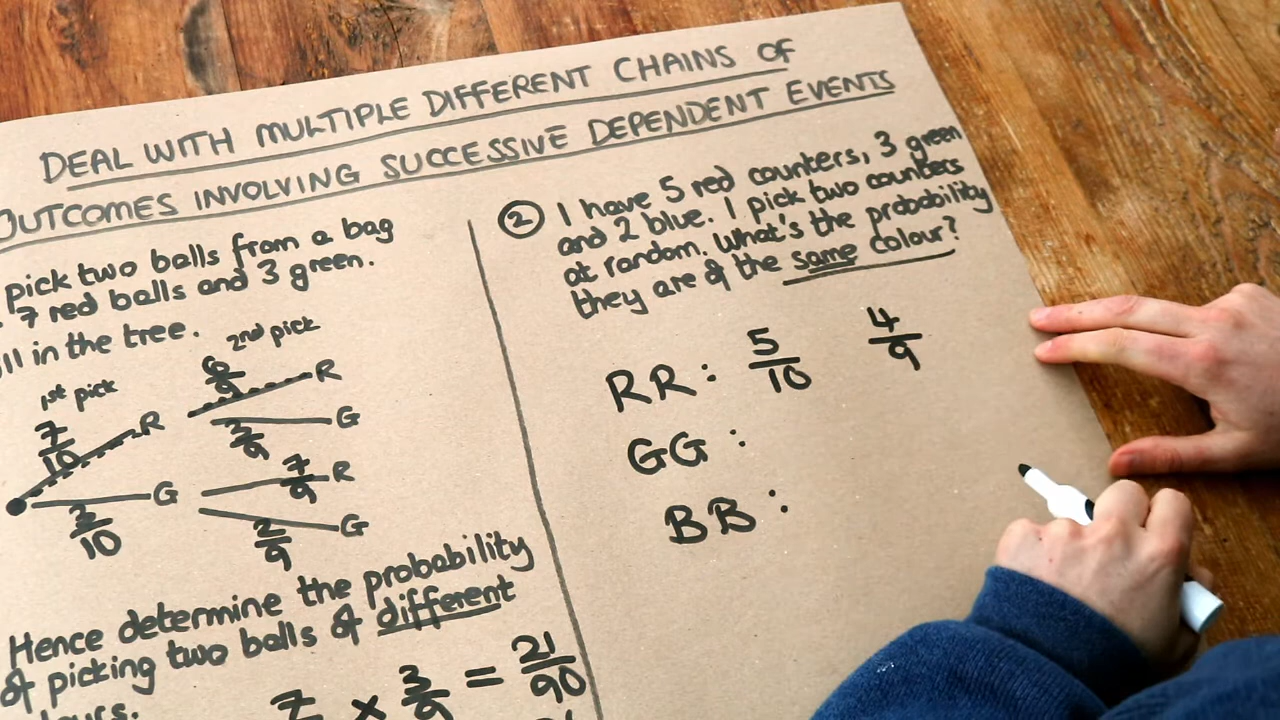 DEAL WITH MULTIPLE DIFFERENT CHAINS OF
OUTCOMES INVOLVING SUCCESSIVE DEPENDENT EVENTS
pick two balls from a bag
7 red balls and 3 green.
in the tree.
1st pick
2nd pick
7/10
R
6/9
R
3/9
G
3/10
G
7/9
R
2/9
G
Hence determine the probability
of picking two balls of different
7 × 3/9 = 21/90
② I have 5 red counters, 3 green
and 2 blue. I pick two counters
at random. What's the probability
they are of the same colour?
RR: 5/10 4/9
GG:
BB: